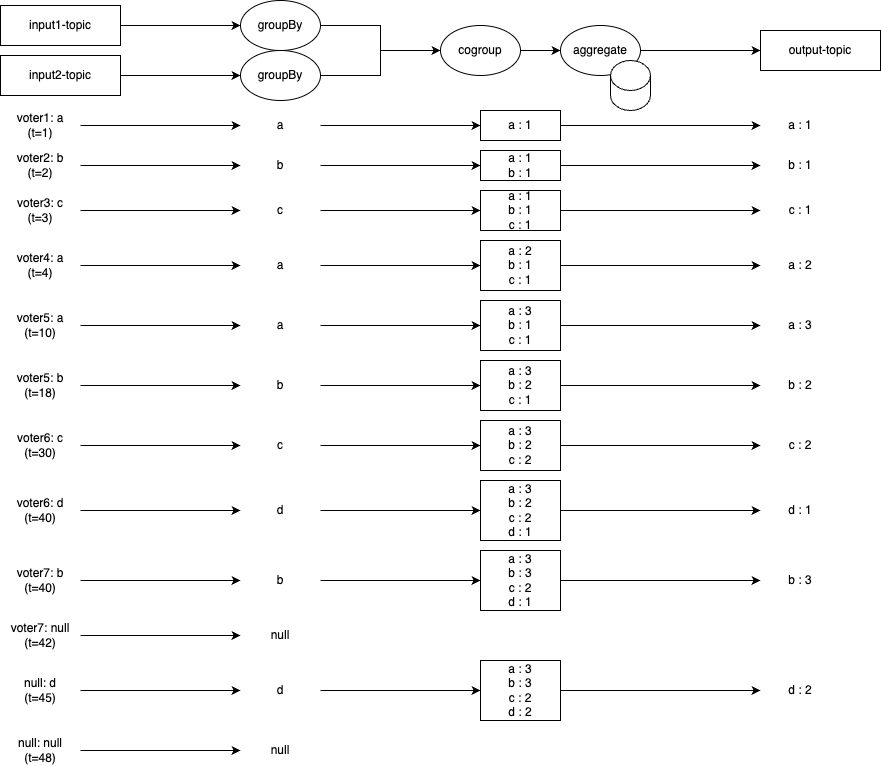 input1-topic
groupBy
input2-topic
groupBy
cogroup
aggregate
output-topic
voter1: a
(t=1)
a
a : 1
a : 1
voter2: b
(t=2)
b
a : 1
b : 1
b : 1
voter3: c
(t=3)
c
a : 1
b : 1
c : 1
c : 1
voter4: a
(t=4)
a
a : 2
b : 1
c : 1
a : 2
voter5: a
(t=10)
a
a : 3
b : 1
c : 1
a : 3
voter5: b
(t=18)
b
a : 3
b : 2
c : 1
b : 2
voter6: c
(t=30)
c
a : 3
b : 2
c : 2
c : 2
voter6: d
(t=40)
d
a : 3
b : 2
c : 2
d : 1
d : 1
voter7: b
(t=40)
b
a : 3
b : 3
c : 2
d : 1
b : 3
voter7: null
(t=42)
null
null: d
(t=45)
d
a : 3
b : 3
c : 2
d : 2
d : 2
null: null
(t=48)
null